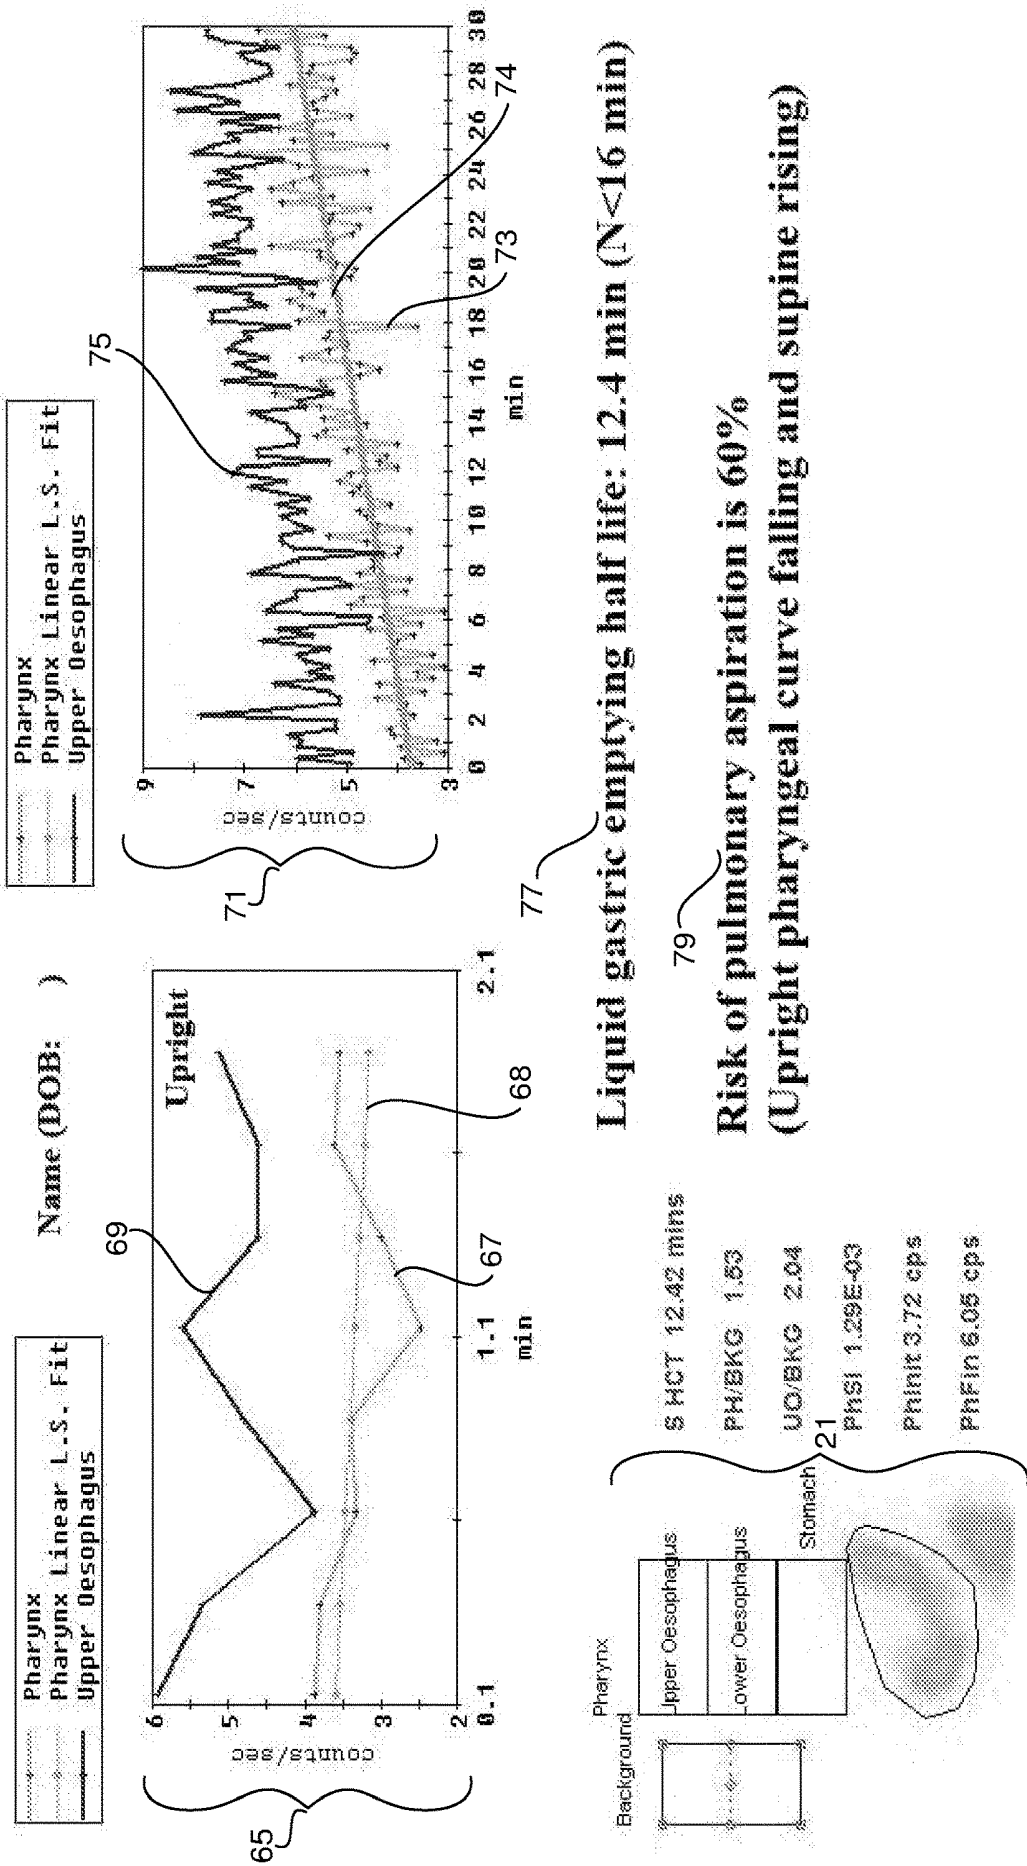 Name (DOB:      )
Pharynx
Pharynx Linear L.S. Fit
Upper Oesophagus
Upright
6
5
4
3
2
counts/sec
0.1
1.1
2.1
min
65
67
68
69
Pharynx
Pharynx Linear L.S. Fit
Upper Oesophagus
9
7
5
3
counts/sec
0 2 4 6 8 10 12 14 16 18 20 22 24 26 28 30
min
71
73
74
75
Background
Pharynx
Upper Oesophagus
Lower Oesophagus
Stomach
21
S HCT 12.42 mins
PH/BKG 1.53
UO/BKG 2.04
PhSl 1.29E-03
PhInit 3.72 cps
PhFin 6.05 cps
77
Liquid gastric emptying half life: 12.4 min (N<16 min)
79
Risk of pulmonary aspiration is 60%
(Upright pharyngeal curve falling and supine rising)